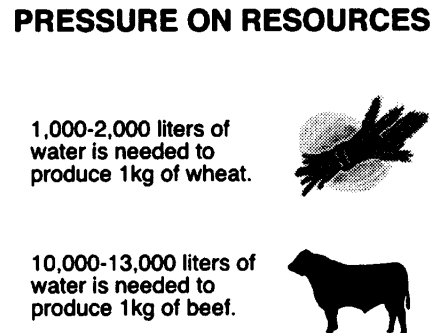 PRESSURE ON RESOURCES
1,000-2,000 liters of
water is needed to
produce 1kg of wheat.
10,000-13,000 liters of
water is needed to
produce 1kg of beef.